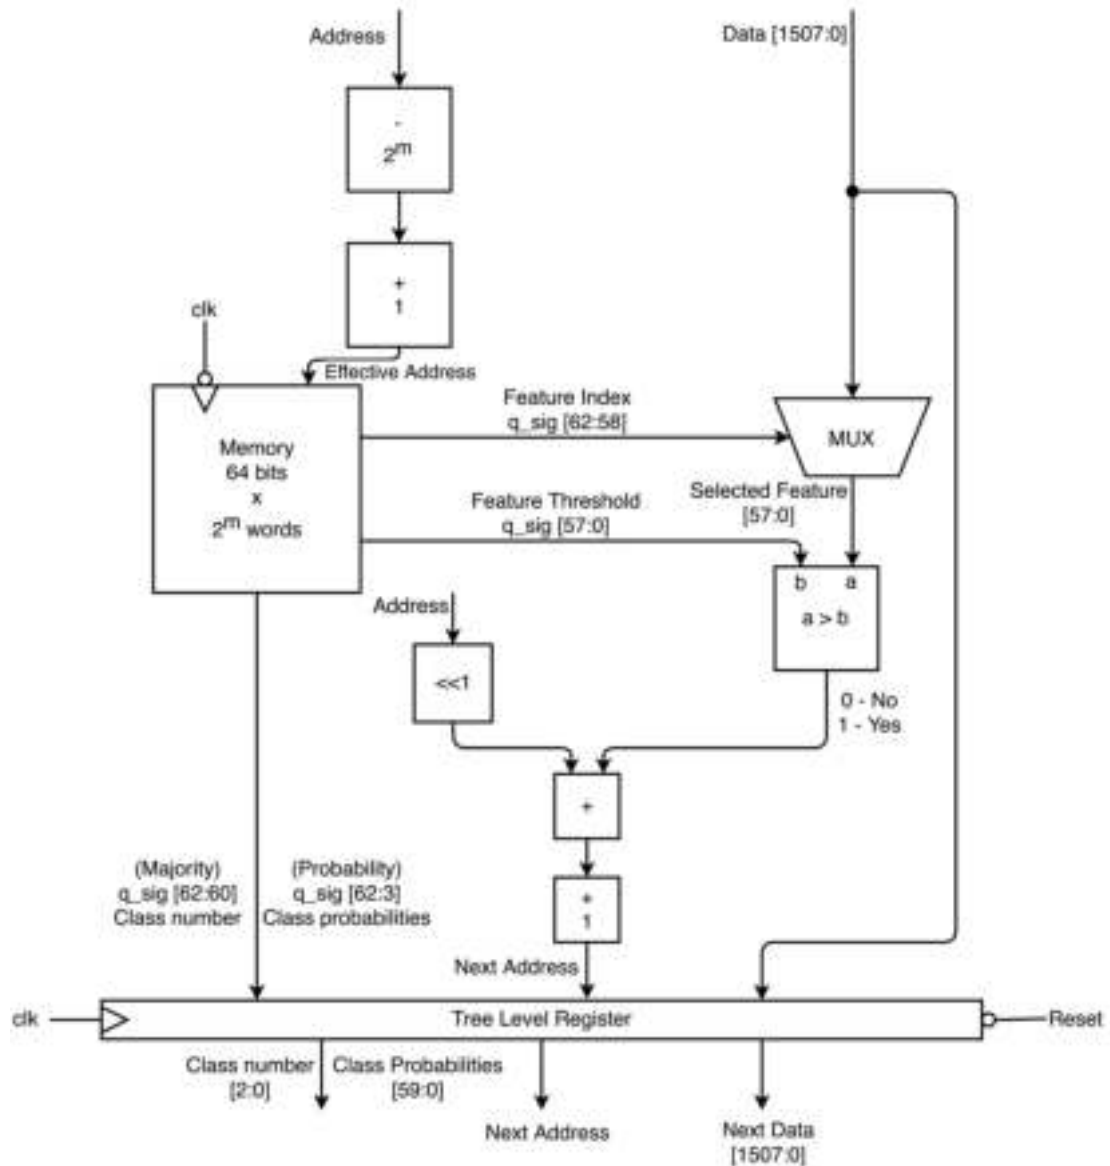 Address
Data [1507:0]
-
2^m
+
1
clk
Effective Address
Memory
64 bits
x
2^m words
Feature Index
q_sig [62:58]
MUX
Feature Threshold
q_sig [57:0]
Selected Feature
[57:0]
b a
a > b
Address
<<1
0 - No
1 - Yes
+
+
1
(Majority)
q_sig [62:60]
Class number
(Probability)
q_sig [62:3]
Class probabilities
Next Address
clk
Tree Level Register
Reset
Class number
[2:0]
Class Probabilities
[59:0]
Next Address
Next Data
[1507:0]